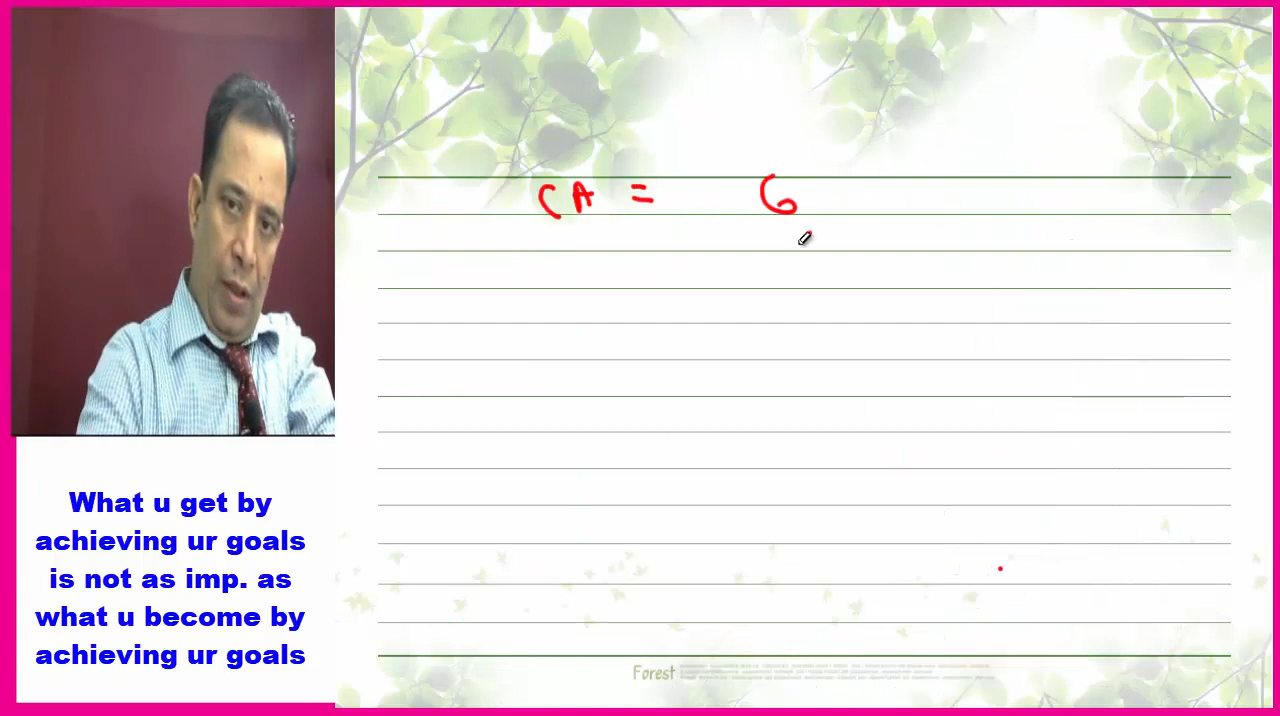 CA = 6
What u get by
achieving ur goals
is not as imp. as
what u become by
achieving ur goals
Forest